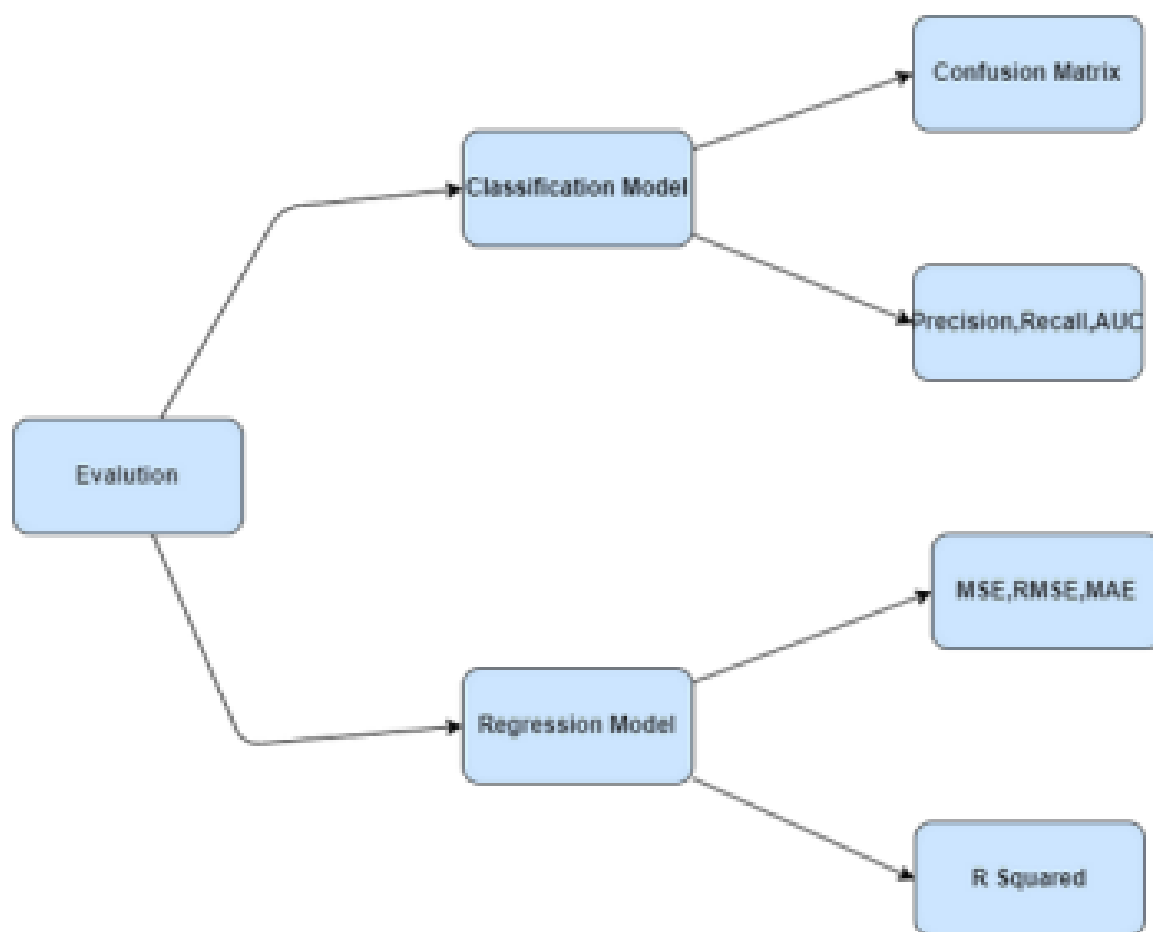 Confusion Matrix
Classification Model
Precision,Recall,AUC
Evalution
MSE,RMSE,MAE
Regression Model
R Squared